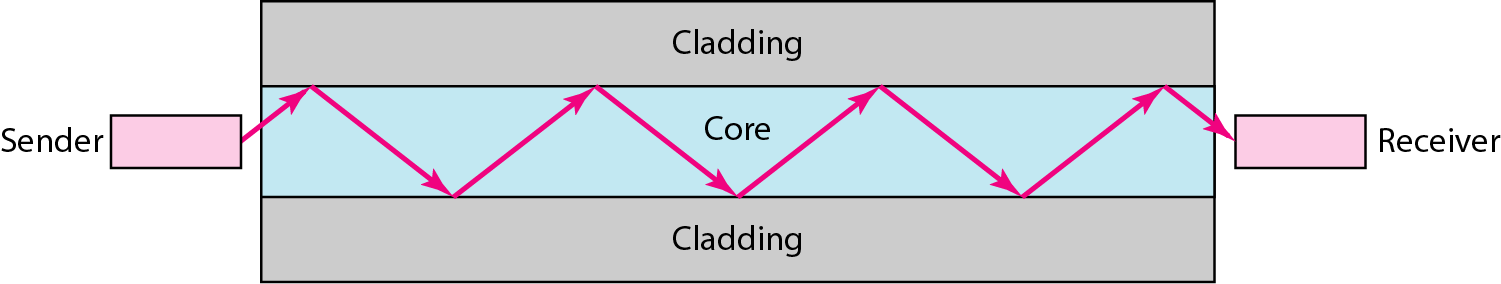 Cladding
Sender
Core
Receiver
Cladding